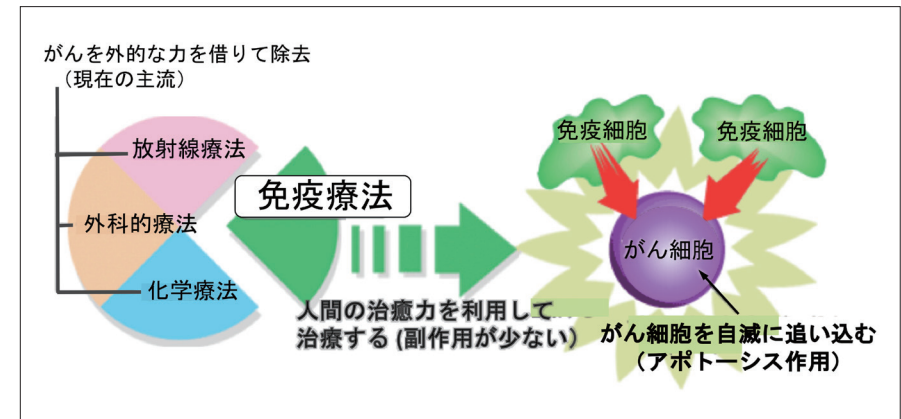 がんを外的な力を借りて除去
（現在の主流）
放射線療法
外科的療法
化学療法
免疫療法
人間の治癒力を利用して
治療する (副作用が少ない)
免疫細胞
免疫細胞
がん細胞
がん細胞を自滅に追い込む
（アポトーシス作用）